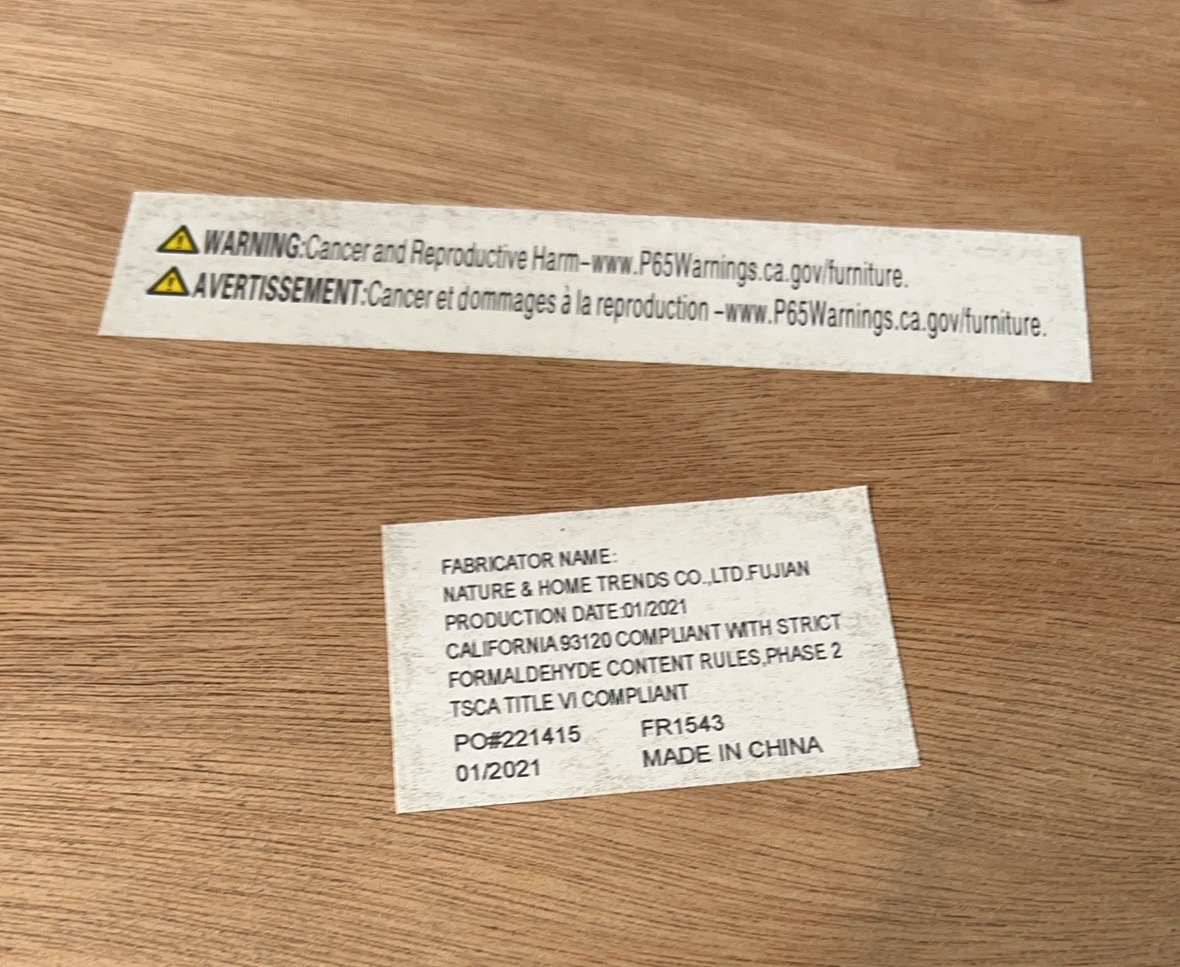 WARNING:Cancer and Reproductive Harm-www.P65Warnings.ca.gov/furniture.
AVERTISSEMENT:Cancer et dommages à la reproduction -www.P65Warnings.ca.gov/furniture.
FABRICATOR NAME:
NATURE & HOME TRENDS CO.,LTD.FUJIAN
PRODUCTION DATE:01/2021
CALIFORNIA 93120 COMPLIANT WITH STRICT
FORMALDEHYDE CONTENT RULES,PHASE 2
TSCA TITLE VI COMPLIANT
PO#221415 FR1543
01/2021 MADE IN CHINA